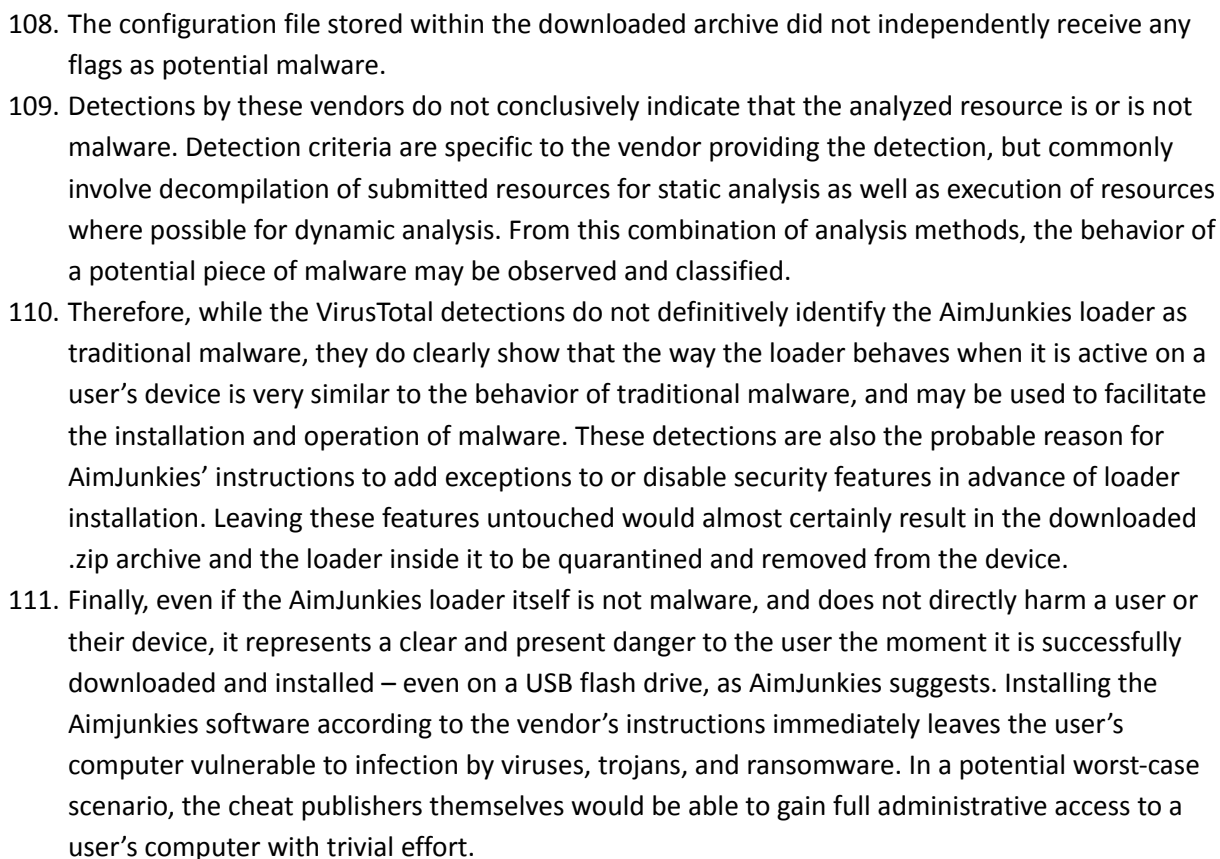 108. The configuration file stored within the downloaded archive did not independently receive any
flags as potential malware.
109. Detections by these vendors do not conclusively indicate that the analyzed resource is or is not
malware. Detection criteria are specific to the vendor providing the detection, but commonly
involve decompilation of submitted resources for static analysis as well as execution of resources
where possible for dynamic analysis. From this combination of analysis methods, the behavior of
a potential piece of malware may be observed and classified.
110. Therefore, while the VirusTotal detections do not definitively identify the AimJunkies loader as
traditional malware, they do clearly show that the way the loader behaves when it is active on a
user’s device is very similar to the behavior of traditional malware, and may be used to facilitate
the installation and operation of malware. These detections are also the probable reason for
AimJunkies’ instructions to add exceptions to or disable security features in advance of loader
installation. Leaving these features untouched would almost certainly result in the downloaded
.zip archive and the loader inside it to be quarantined and removed from the device.
111. Finally, even if the AimJunkies loader itself is not malware, and does not directly harm a user or
their device, it represents a clear and present danger to the user the moment it is successfully
downloaded and installed – even on a USB flash drive, as AimJunkies suggests. Installing the
Aimjunkies software according to the vendor’s instructions immediately leaves the user’s
computer vulnerable to infection by viruses, trojans, and ransomware. In a potential worst-case
scenario, the cheat publishers themselves would be able to gain full administrative access to a
user’s computer with trivial effort.